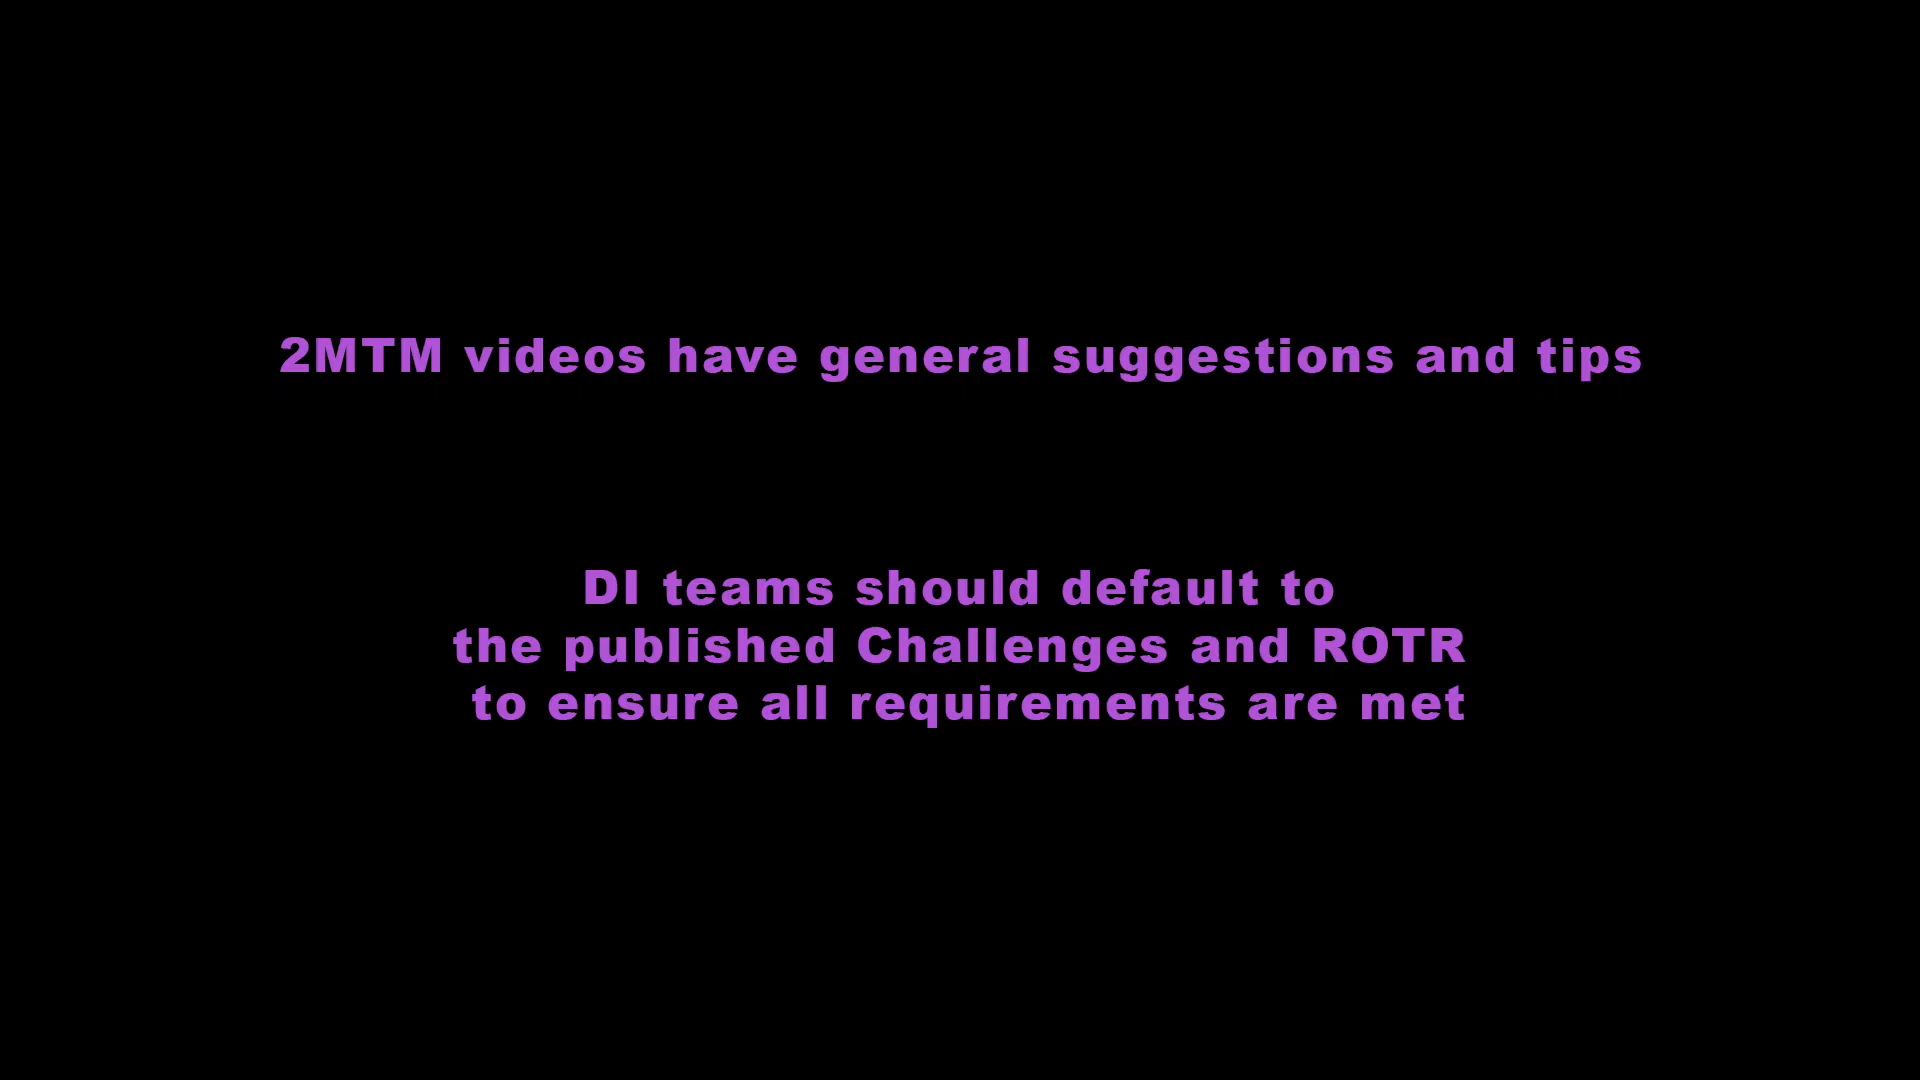 2MTM videos have general suggestions and tips
DI teams should default to
the published Challenges and ROTR
to ensure all requirements are met